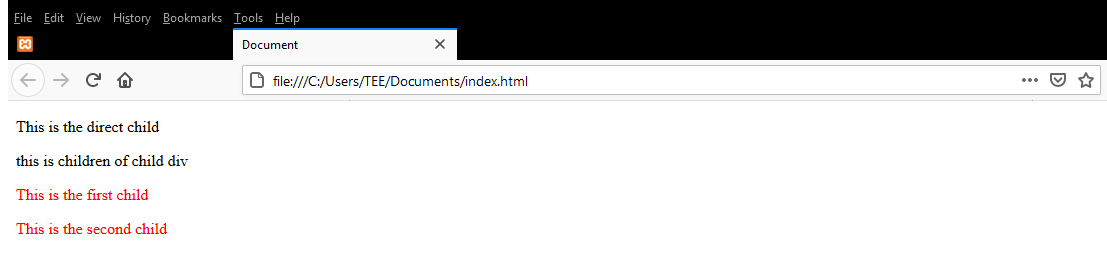 File Edit View History Bookmarks Tools Help
Document
file:///C:/Users/TEE/Documents/index.html
This is the direct child
this is children of child div
This is the first child
This is the second child